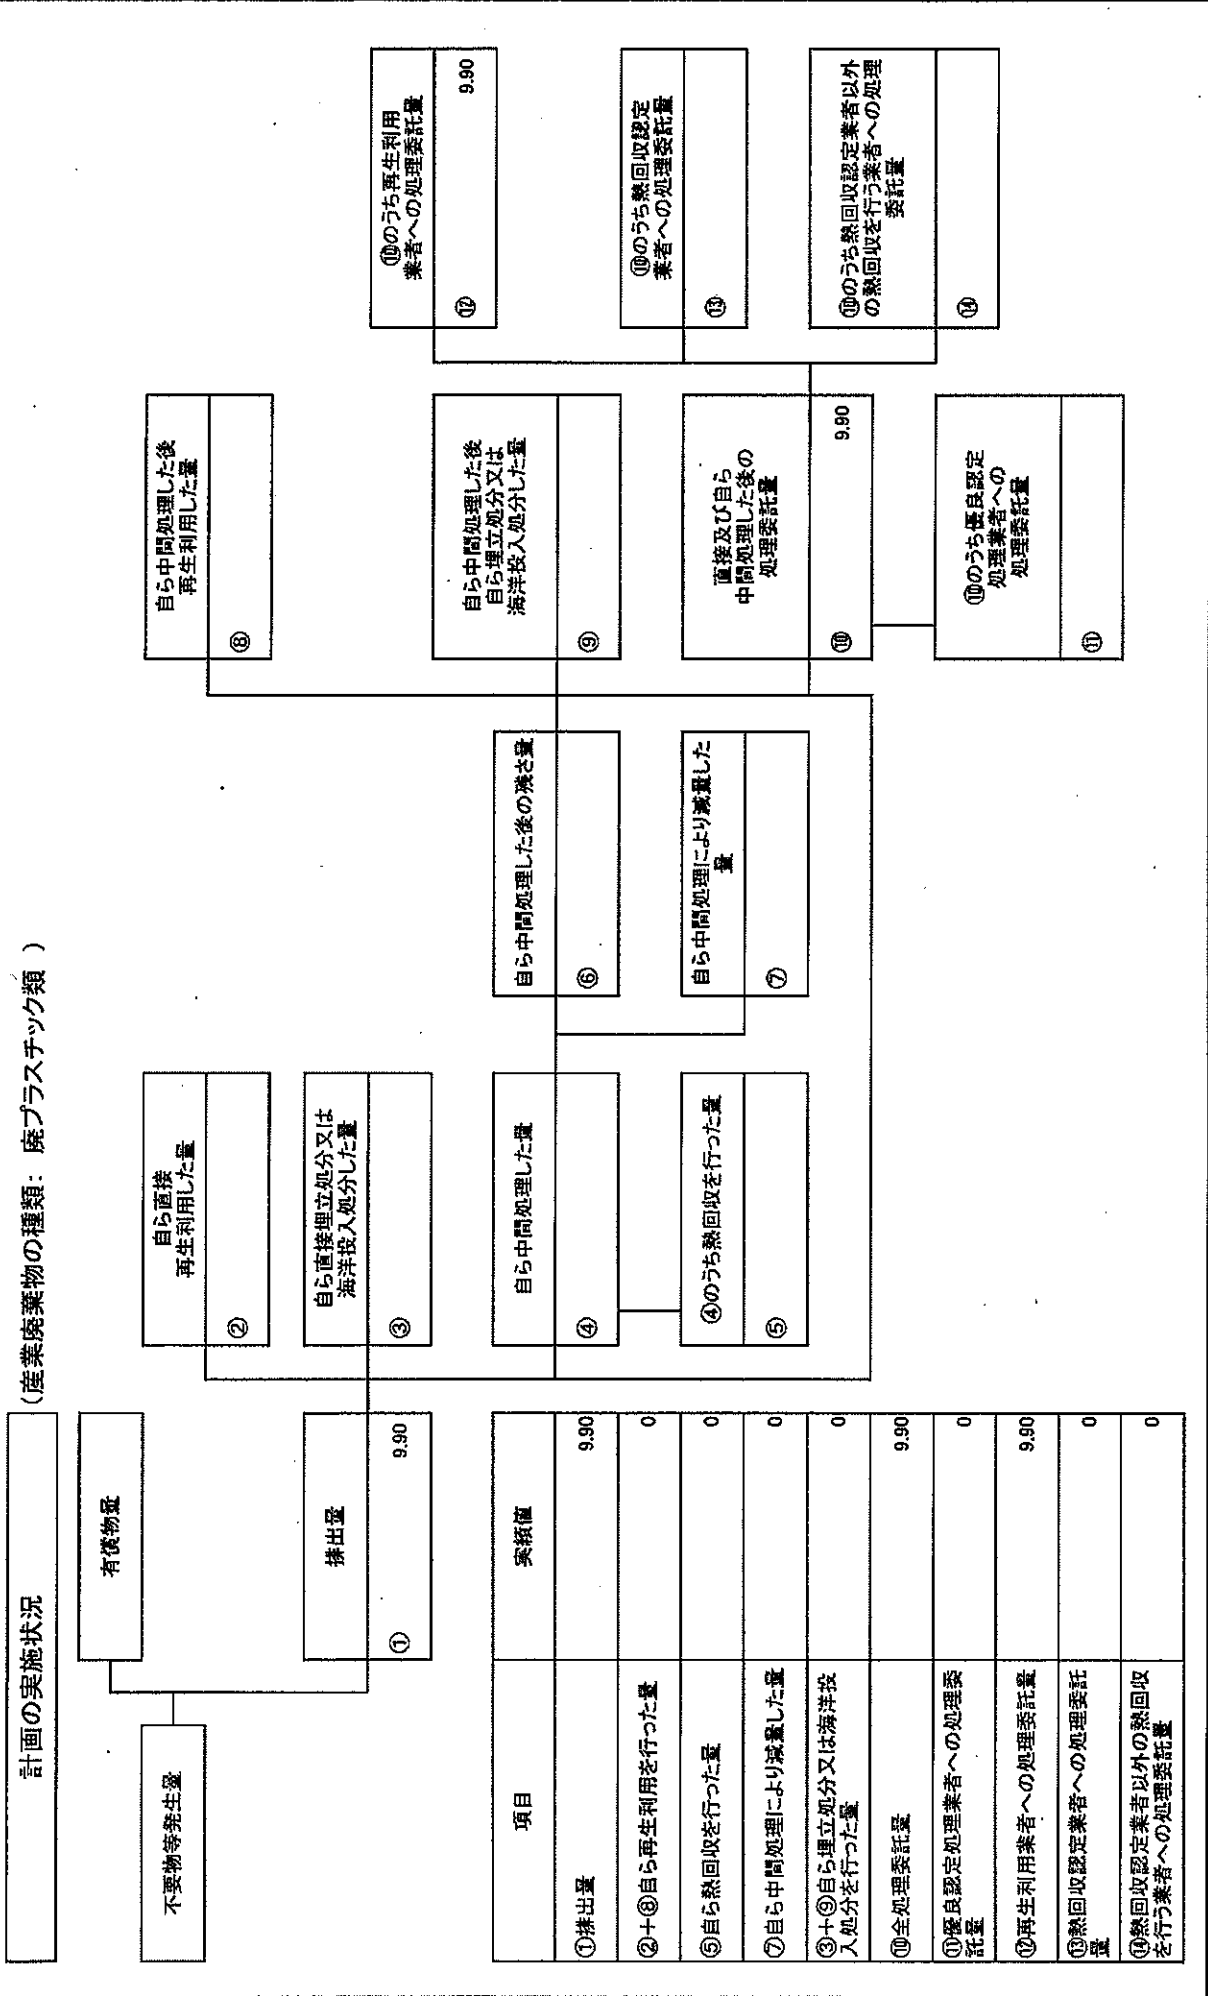 計画の実施状況
(産業廃棄物の種類: 廃プラスチック類 )
不要物等発生量
有償物量
排出量
① 9.90
自ら直接
再生利用した量
②
自ら直接埋立処分又は
海洋投入処分した量
③
自ら中間処理した量
④
④のうち熱回収を行った量
⑤
自ら中間処理した後の残さ量
⑥
自ら中間処理により減量した
量
⑦
自ら中間処理した後
再生利用した量
⑧
自ら中間処理した後
自ら埋立処分又は
海洋投入処分した量
⑨
直接及び自ら
中間処理した後の
処理委託量
⑩ 9.90
⑩のうち優良認定
処理業者への
処理委託量
⑪
⑩のうち再生利用
業者への処理委託量
⑫ 9.90
⑩のうち熱回収認定
業者への処理委託量
⑬
⑩のうち熱回収認定業者以外
の熱回収を行う業者への処理
委託量
⑭
項目 実績値
①排出量 9.90
②+⑧自ら再生利用を行った量 0
⑤自ら熱回収を行った量 0
⑦自ら中間処理により減量した量 0
③+⑨自ら埋立処分又は海洋投
入処分を行った量 0
⑩全処理委託量 9.90
⑪優良認定処理業者への処理委
託量 0
⑫再生利用業者への処理委託量 9.90
⑬熱回収認定業者への処理委託
量 0
⑭熱回収認定業者以外の熱回収
を行う業者への処理委託量 0